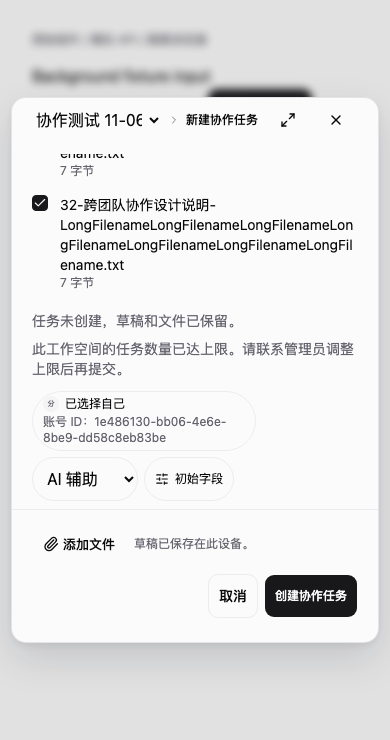 Background fixture input
协作测试 11-06
新建协作任务
ename.txt
7 字节
32-跨团队协作设计说明-
LongFilenameLongFilenameLongFilenameLon
gFilenameLongFilenameLongFilenameLongFil
ename.txt
7 字节
任务未创建，草稿和文件已保留。
此工作空间的任务数量已达上限。请联系管理员调整
上限后再提交。
分 已选择自己
账号 ID：1e486130-bb06-4e6e-
8be9-dd58c8eb83be
AI 辅助
初始字段
添加文件
草稿已保存在此设备。
取消
创建协作任务